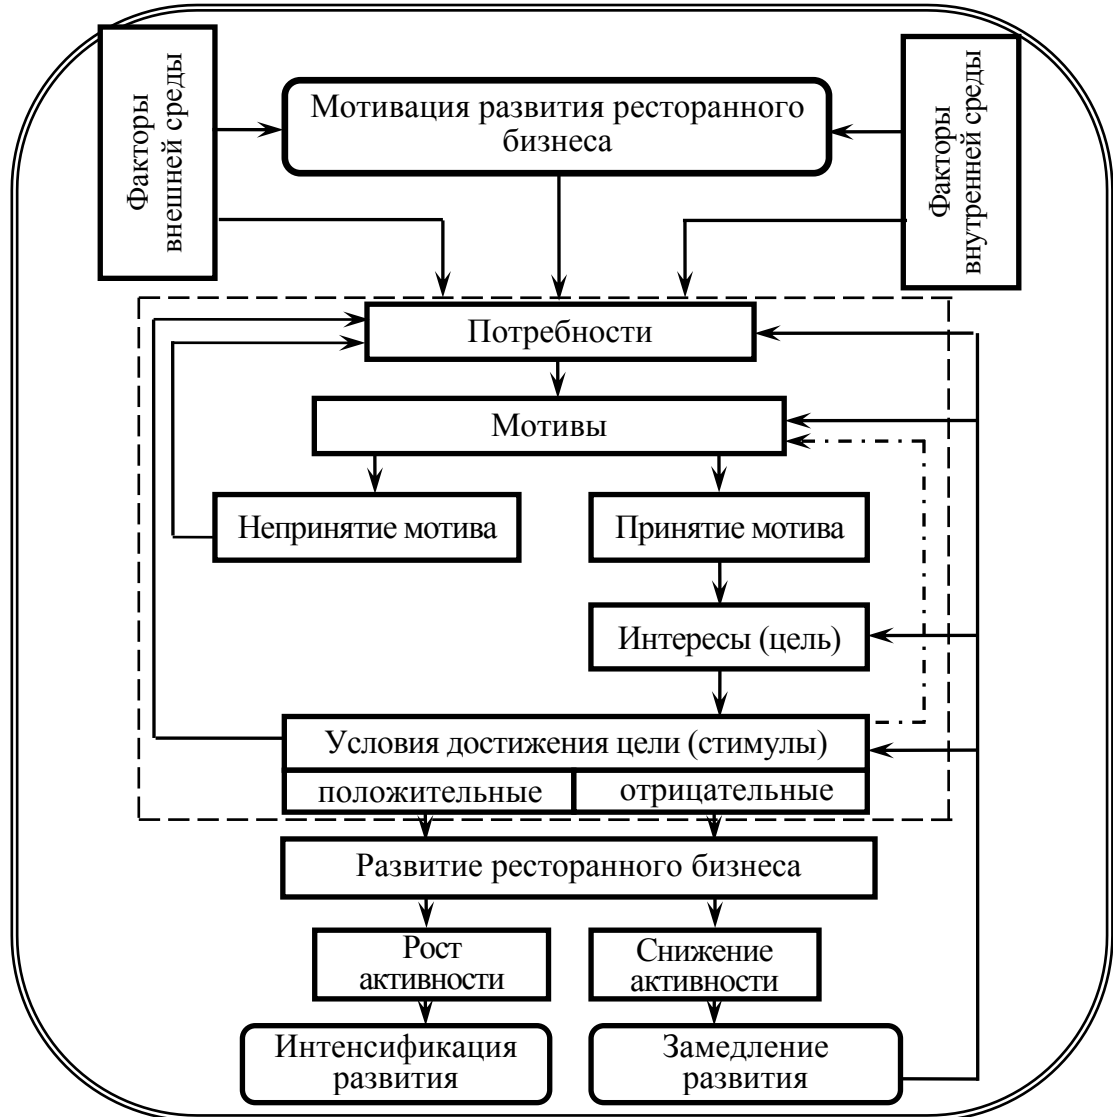 Факторы
внешней среды
Мотивация развития ресторанного
бизнеса
Факторы
внутренней среды
Потребности
Мотивы
Непринятие мотива
Принятие мотива
Интересы (цель)
Условия достижения цели (стимулы)
положительные
отрицательные
Развитие ресторанного бизнеса
Рост
активности
Снижение
активности
Интенсификация
развития
Замедление
развития